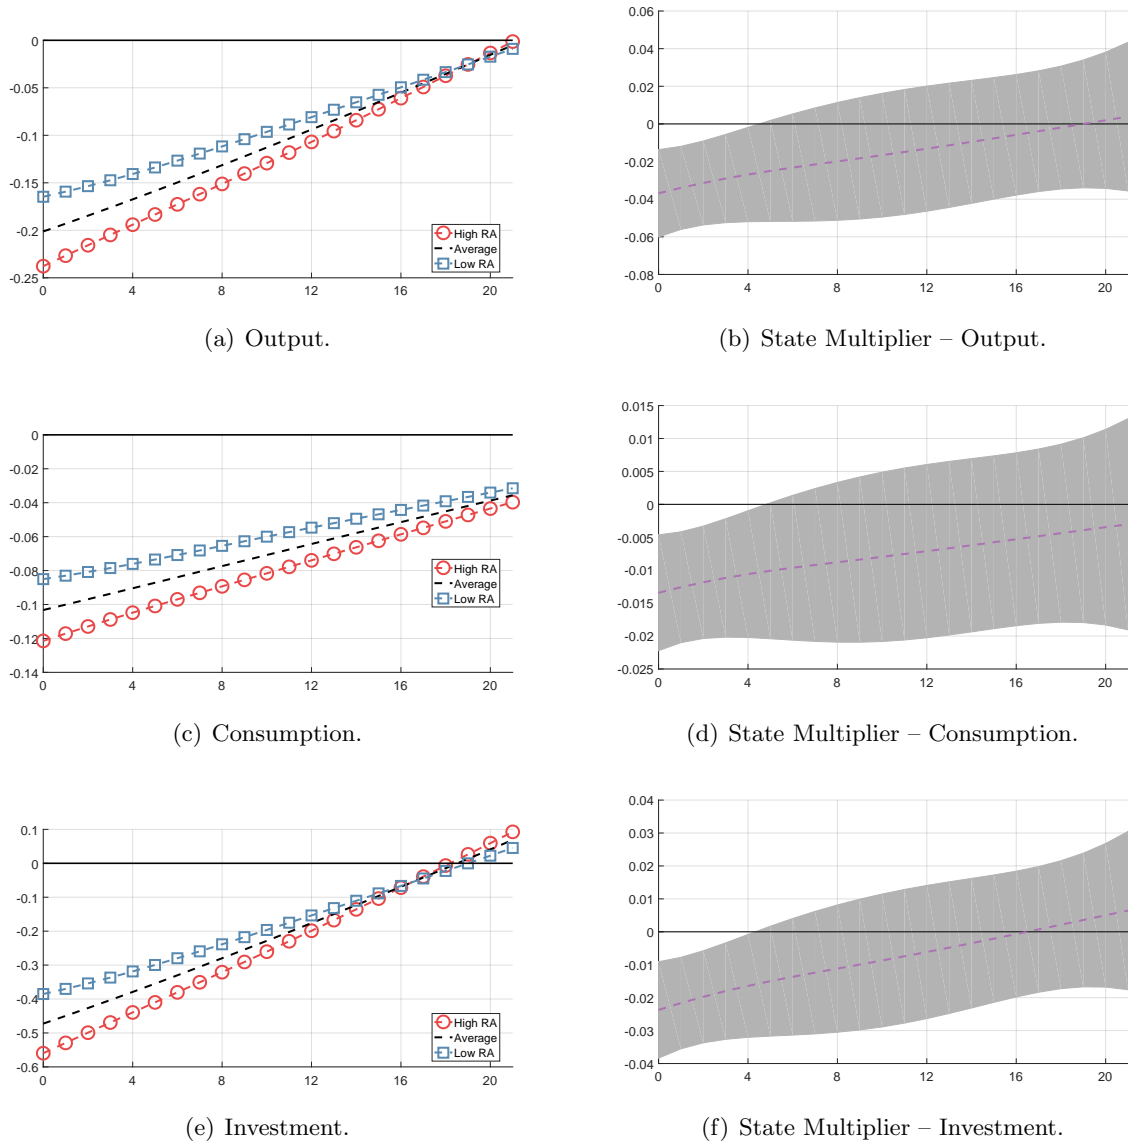 0
-0.05
-0.1
-0.15
-0.2
-0.25
0 4 8 12 16 20
High RA
Average
Low RA
(a) Output.
0.06
0.04
0.02
0
-0.02
-0.04
-0.06
-0.08
0 4 8 12 16 20
(b) State Multiplier – Output.
0
-0.02
-0.04
-0.06
-0.08
-0.1
-0.12
-0.14
0 4 8 12 16 20
High RA
Average
Low RA
(c) Consumption.
0.015
0.01
0.005
0
-0.005
-0.01
-0.015
-0.02
-0.025
0 4 8 12 16 20
(d) State Multiplier – Consumption.
0.1
0
-0.1
-0.2
-0.3
-0.4
-0.5
-0.6
0 4 8 12 16 20
High RA
Average
Low RA
(e) Investment.
0.04
0.03
0.02
0.01
0
-0.01
-0.02
-0.03
-0.04
0 4 8 12 16 20
(f) State Multiplier – Investment.